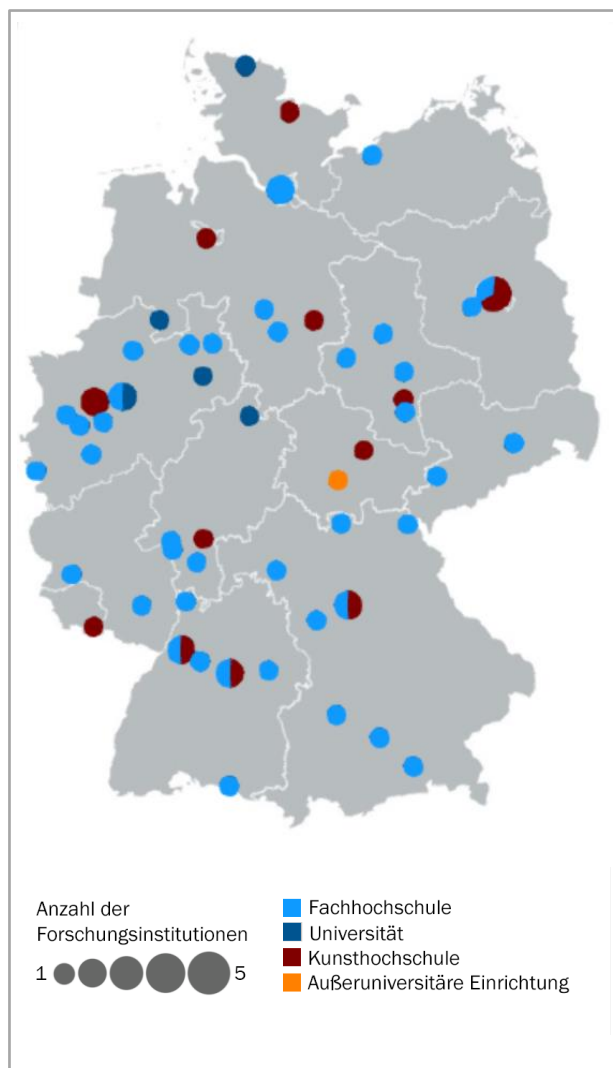 Anzahl der
Forschungsinstitutionen
1 5
Fachhochschule
Universität
Kunsthochschule
Außeruniversitäre Einrichtung